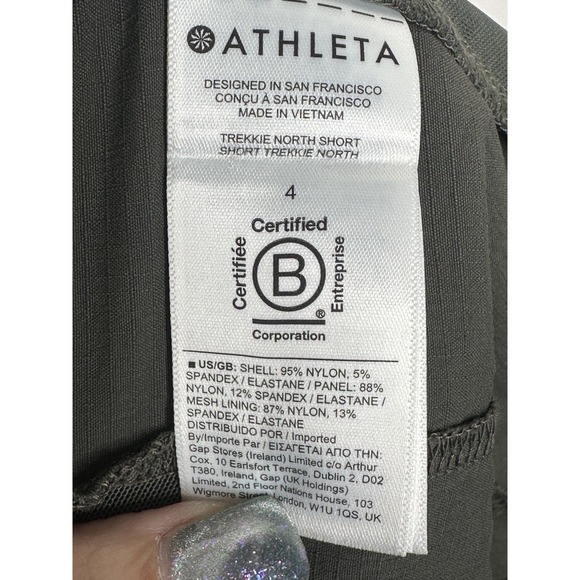 ATHLETA
DESIGNED IN SAN FRANCISCO
CONÇU À SAN FRANCISCO
MADE IN VIETNAM
TREKKIE NORTH SHORT
SHORT TREKKIE NORTH
4
Certified
Certifiée
B
Entreprise
®
Corporation
■ US/GB: SHELL: 95% NYLON, 5%
SPANDEX / ELASTANE / PANEL: 88%
NYLON, 12% SPANDEX / ELASTANE /
MESH LINING: 87% NYLON, 13%
SPANDEX / ELASTANE
DISTRIBUIDO POR / Imported
By/Importe Par / ΕΙΣΑΓΕΤΑΙ ΑΠΟ ΤΗΝ:
Gap Stores (Ireland) Limited c/o Arthur
Cox, 10 Earlsfort Terrace, Dublin 2, D02
T380, Ireland, Gap (UK Holdings)
Limited, 2nd Floor Nations House, 103
Wigmore Street, London, W1U 1QS, UK